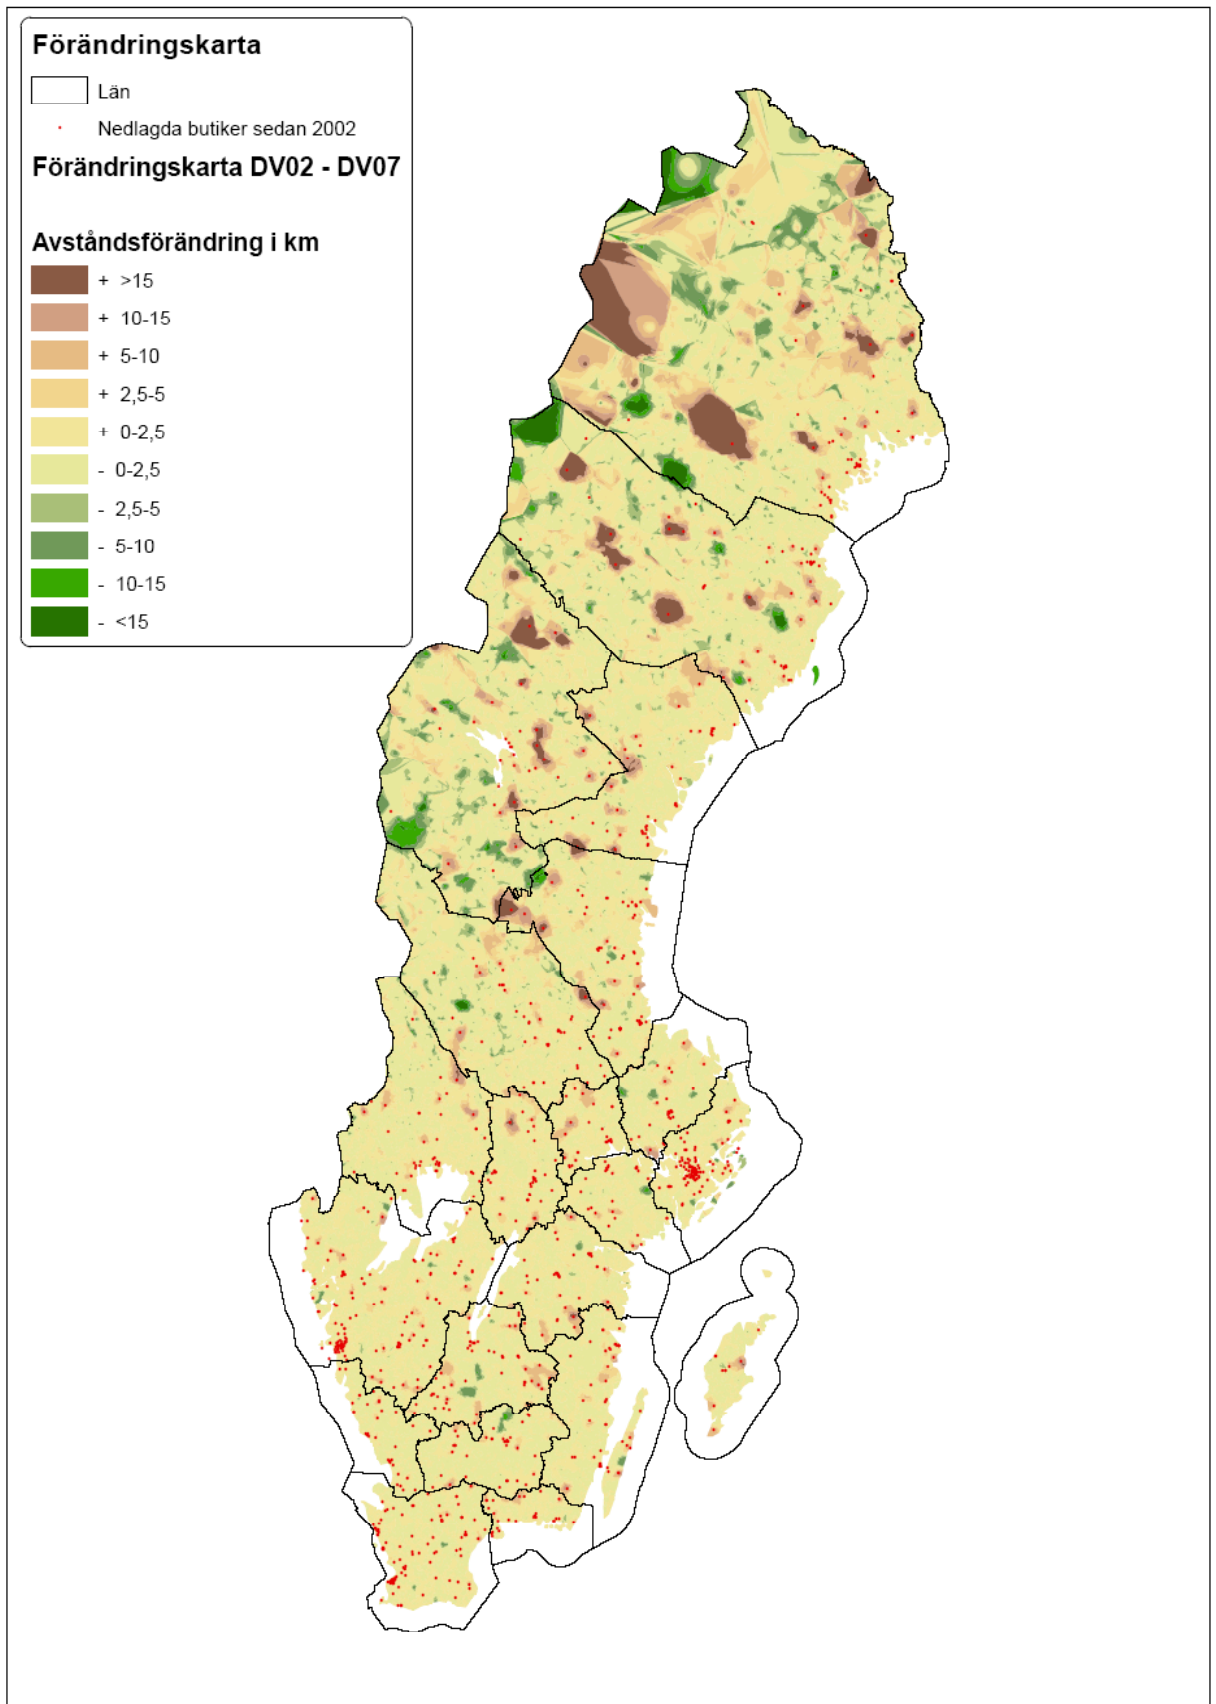 Förändringskarta
Län
Nedlagda butiker sedan 2002
Förändringskarta DV02 - DV07
Avståndsförändring i km
+ >15
+ 10-15
+ 5-10
+ 2,5-5
+ 0-2,5
- 0-2,5
- 2,5-5
- 5-10
- 10-15
- <15